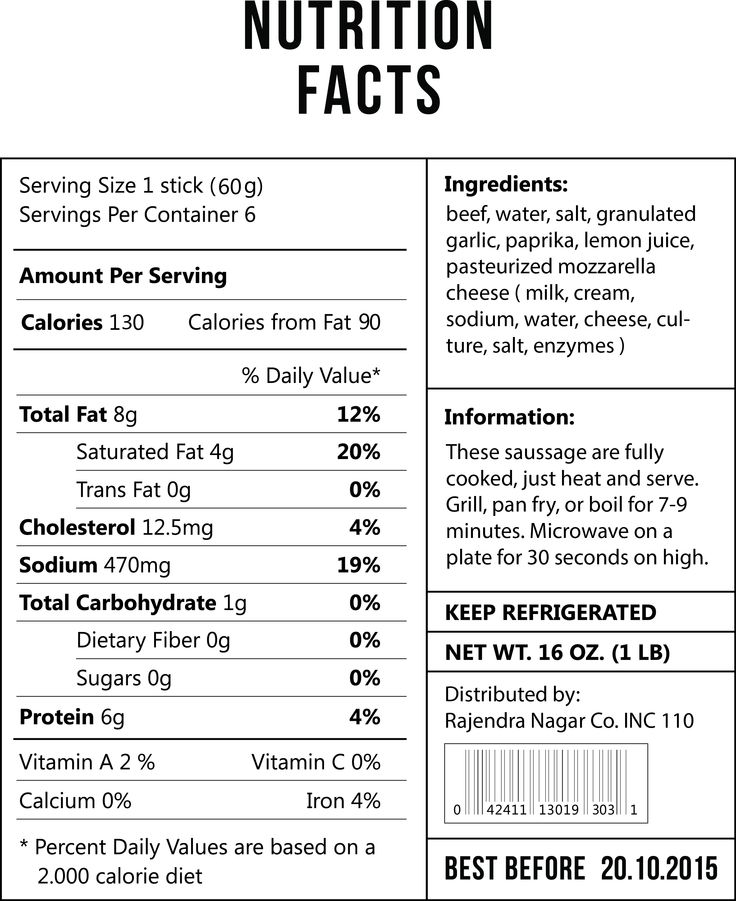 NUTRITION
FACTS
Serving Size 1 stick (60g)
Servings Per Container 6
Amount Per Serving
Calories 130 Calories from Fat 90
% Daily Value*
Total Fat 8g 12%
Saturated Fat 4g 20%
Trans Fat 0g 0%
Cholesterol 12.5mg 4%
Sodium 470mg 19%
Total Carbohydrate 1g 0%
Dietary Fiber 0g 0%
Sugars 0g 0%
Protein 6g 4%
Vitamin A 2 % Vitamin C 0%
Calcium 0% Iron 4%
* Percent Daily Values are based on a
2.000 calorie diet
Ingredients:
beef, water, salt, granulated
garlic, paprika, lemon juice,
pasteurized mozzarella
cheese ( milk, cream,
sodium, water, cheese, cul-
ture, salt, enzymes )
Information:
These saussage are fully
cooked, just heat and serve.
Grill, pan fry, or boil for 7-9
minutes. Microwave on a
plate for 30 seconds on high.
KEEP REFRIGERATED
NET WT. 16 OZ. (1 LB)
Distributed by:
Rajendra Nagar Co. INC 110
0 42411 13019 303 1
BEST BEFORE 20.10.2015